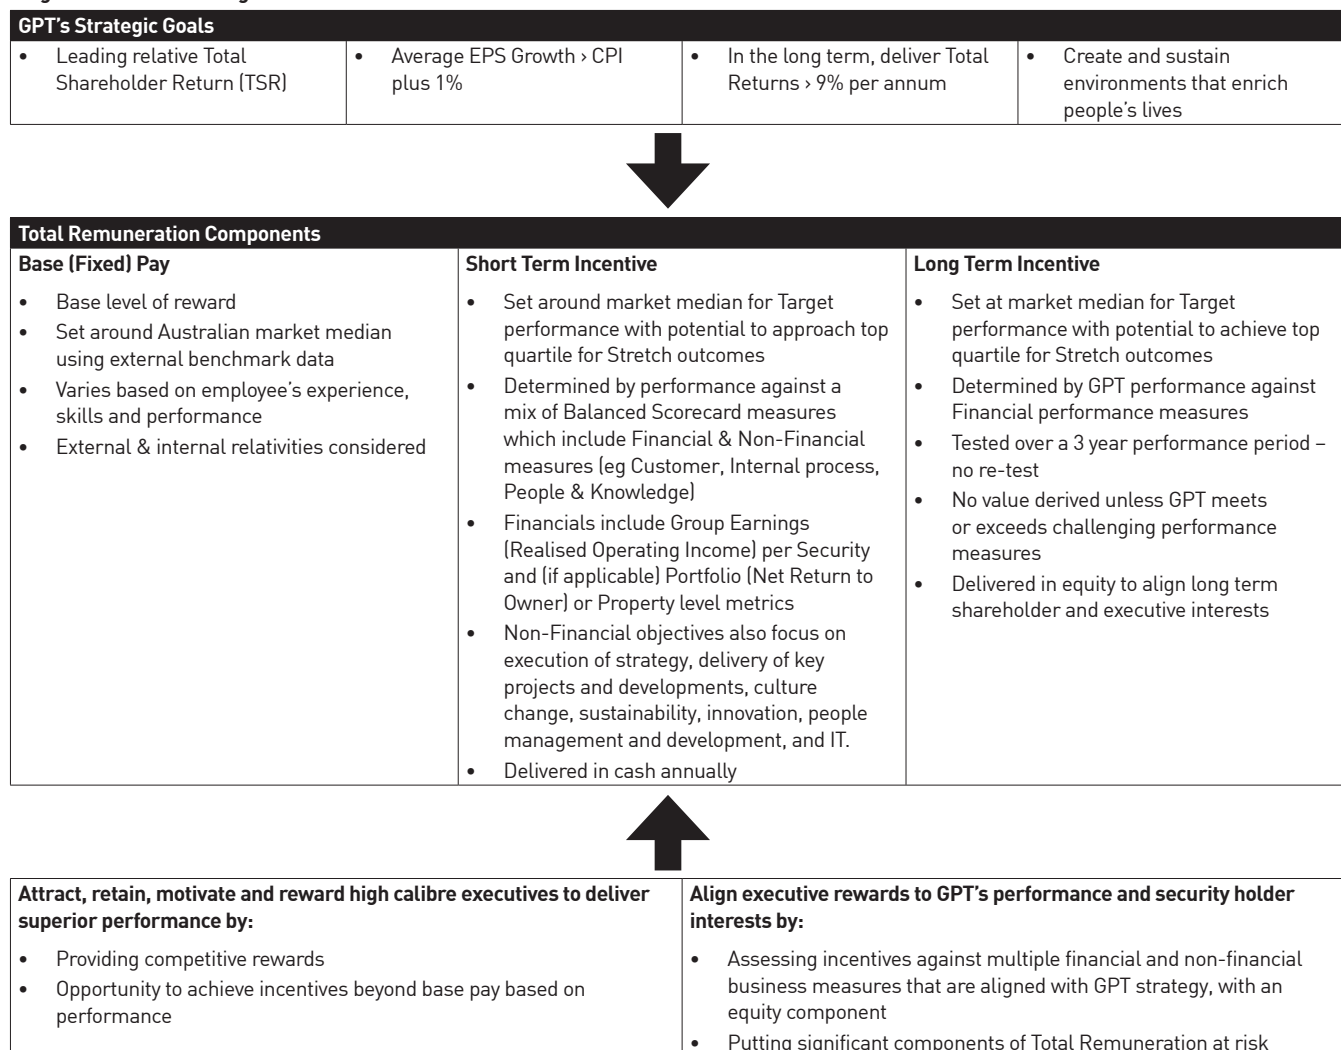 GPT's Strategic Goals
• Leading relative Total
Shareholder Return (TSR)
• Average EPS Growth › CPI
plus 1%
• In the long term, deliver Total
Returns › 9% per annum
• Create and sustain
environments that enrich
people's lives
Total Remuneration Components
Base (Fixed) Pay
• Base level of reward
• Set around Australian market median
using external benchmark data
• Varies based on employee's experience,
skills and performance
• External & internal relativities considered
Short Term Incentive
• Set around market median for Target
performance with potential to approach top
quartile for Stretch outcomes
• Determined by performance against a
mix of Balanced Scorecard measures
which include Financial & Non-Financial
measures (eg Customer, Internal process,
People & Knowledge)
• Financials include Group Earnings
(Realised Operating Income) per Security
and (if applicable) Portfolio (Net Return to
Owner) or Property level metrics
• Non-Financial objectives also focus on
execution of strategy, delivery of key
projects and developments, culture
change, sustainability, innovation, people
management and development, and IT.
• Delivered in cash annually
Long Term Incentive
• Set at market median for Target
performance with potential to achieve top
quartile for Stretch outcomes
• Determined by GPT performance against
Financial performance measures
• Tested over a 3 year performance period –
no re-test
• No value derived unless GPT meets
or exceeds challenging performance
measures
• Delivered in equity to align long term
shareholder and executive interests
Attract, retain, motivate and reward high calibre executives to deliver
superior performance by:
• Providing competitive rewards
• Opportunity to achieve incentives beyond base pay based on
performance
Align executive rewards to GPT's performance and security holder
interests by:
• Assessing incentives against multiple financial and non-financial
business measures that are aligned with GPT strategy, with an
equity component
• Putting significant components of Total Remuneration at risk